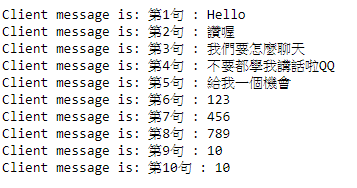 Client message is: 第1句 : Hello
Client message is: 第2句 : 讚喔
Client message is: 第3句 : 我們要怎麼聊天
Client message is: 第4句 : 不要都學我講話啦QQ
Client message is: 第5句 : 給我一個機會
Client message is: 第6句 : 123
Client message is: 第7句 : 456
Client message is: 第8句 : 789
Client message is: 第9句 : 10
Client message is: 第10句 : 10